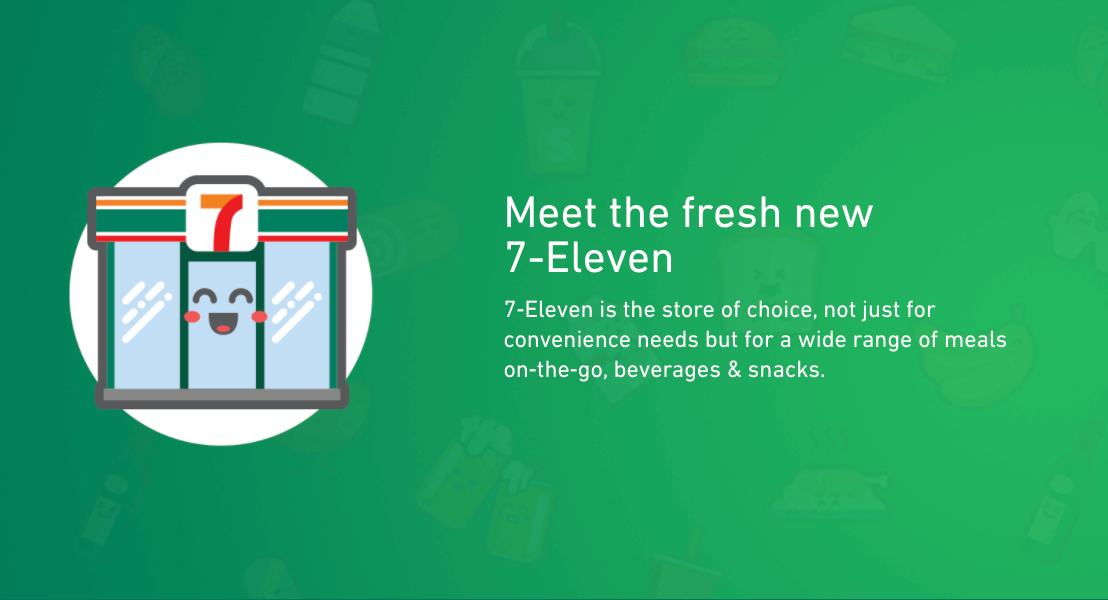 7
Meet the fresh new
7-Eleven
7-Eleven is the store of choice, not just for
convenience needs but for a wide range of meals
on-the-go, beverages & snacks.
S